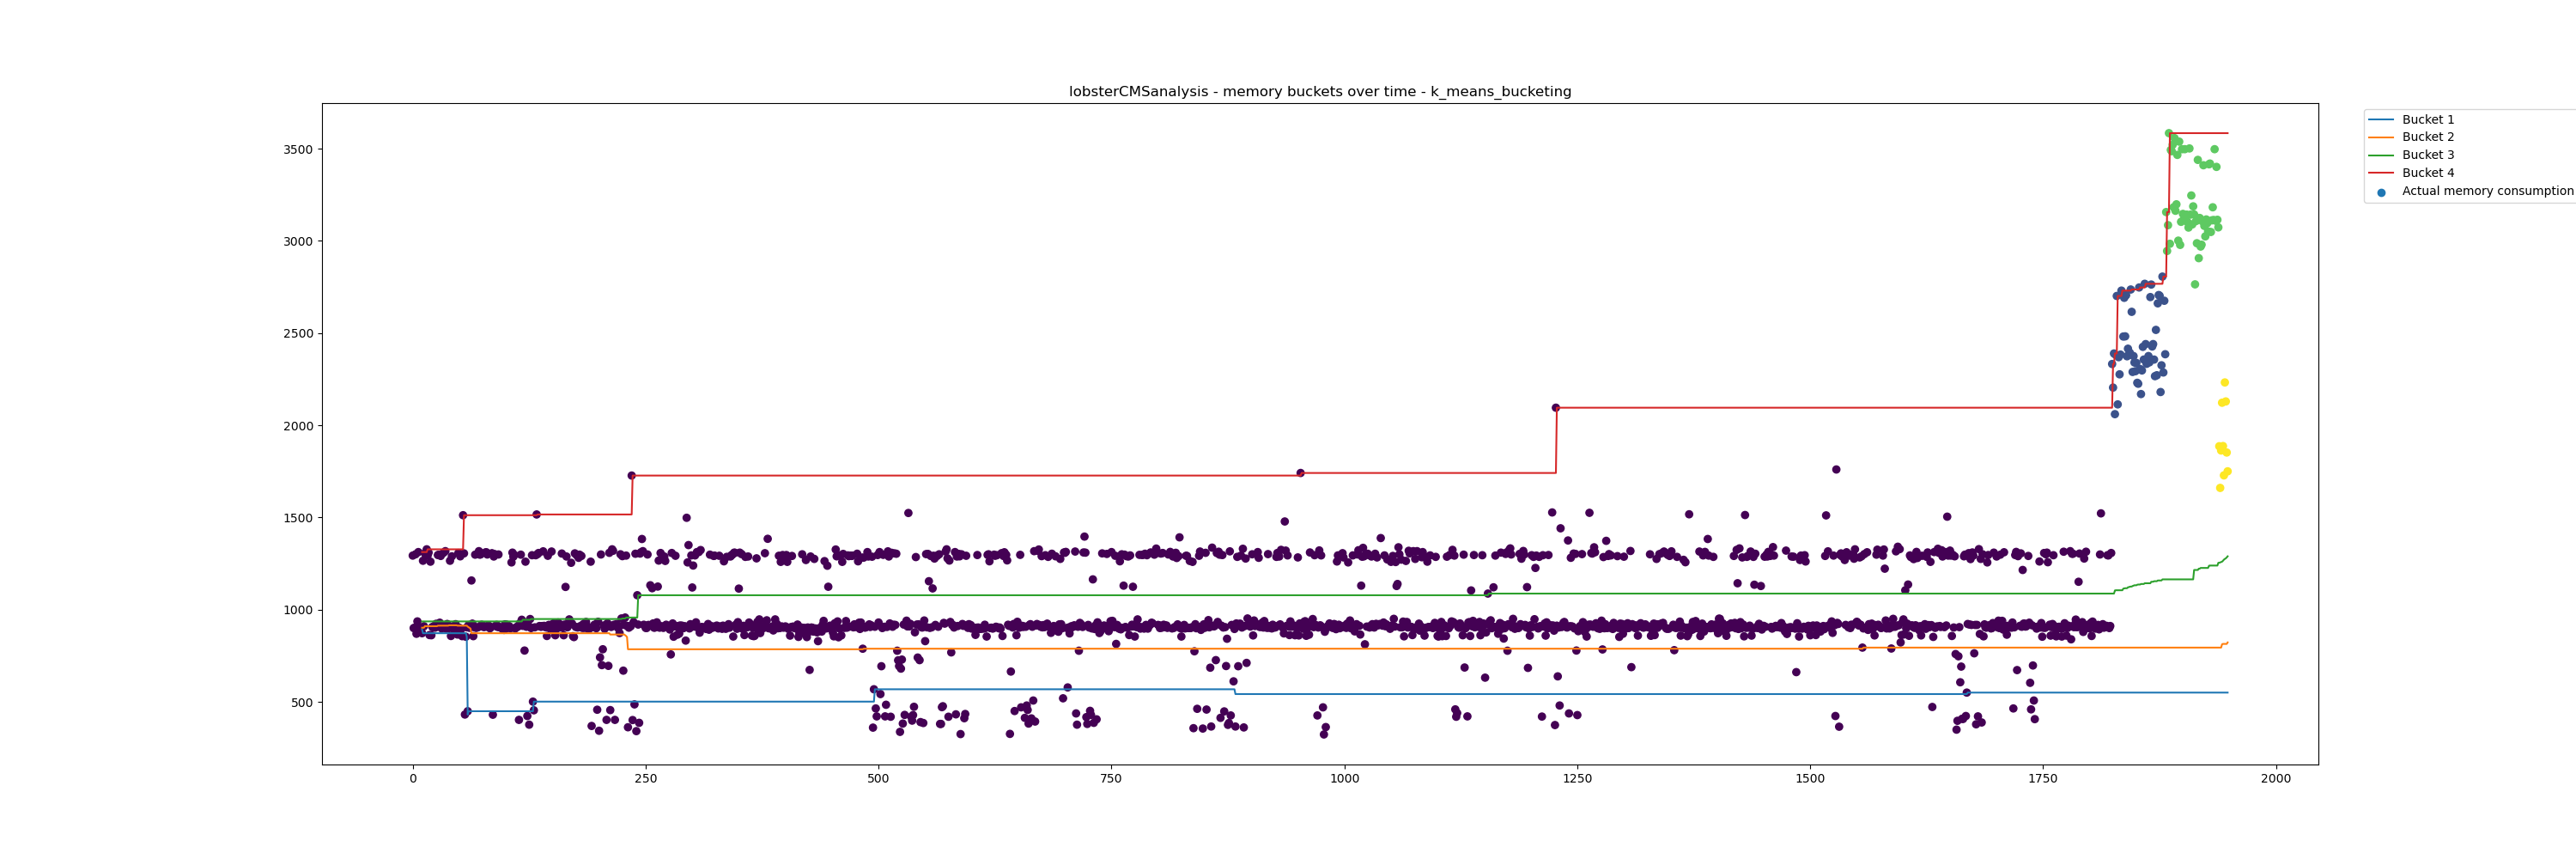 lobsterCMSanalysis - memory buckets over time - k_means_bucketing
3500
3000
2500
2000
1500
1000
500
0 250 500 750 1000 1250 1500 1750 2000
Bucket 1
Bucket 2
Bucket 3
Bucket 4
Actual memory consumption